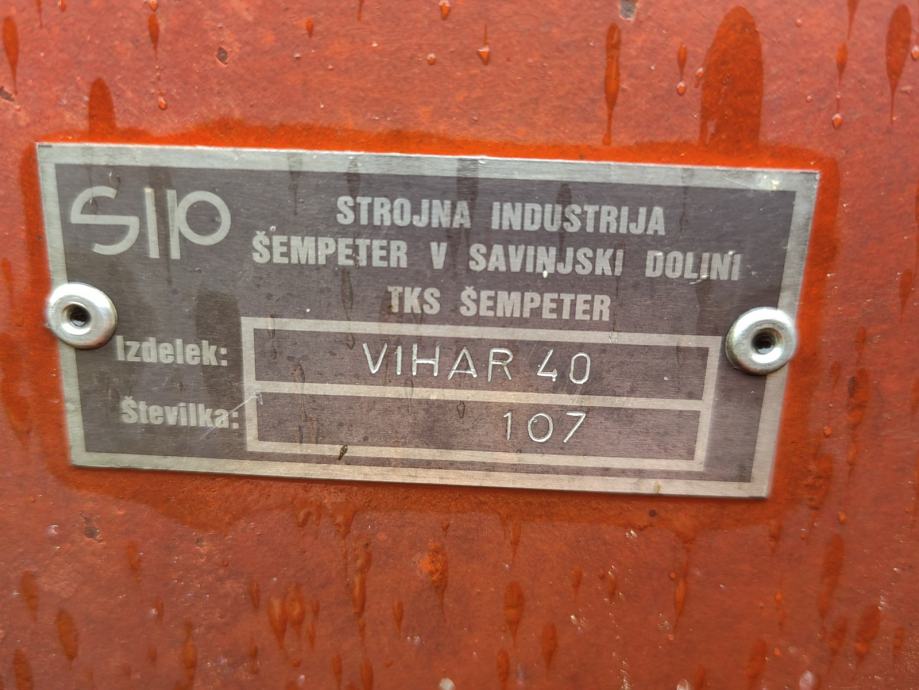 SIP
STROJNA INDUSTRIJA
ŠEMPETER V SAVINJSKI DOLINI
TKS ŠEMPETER
Izdelek: VIHAR 40
Številka: 107